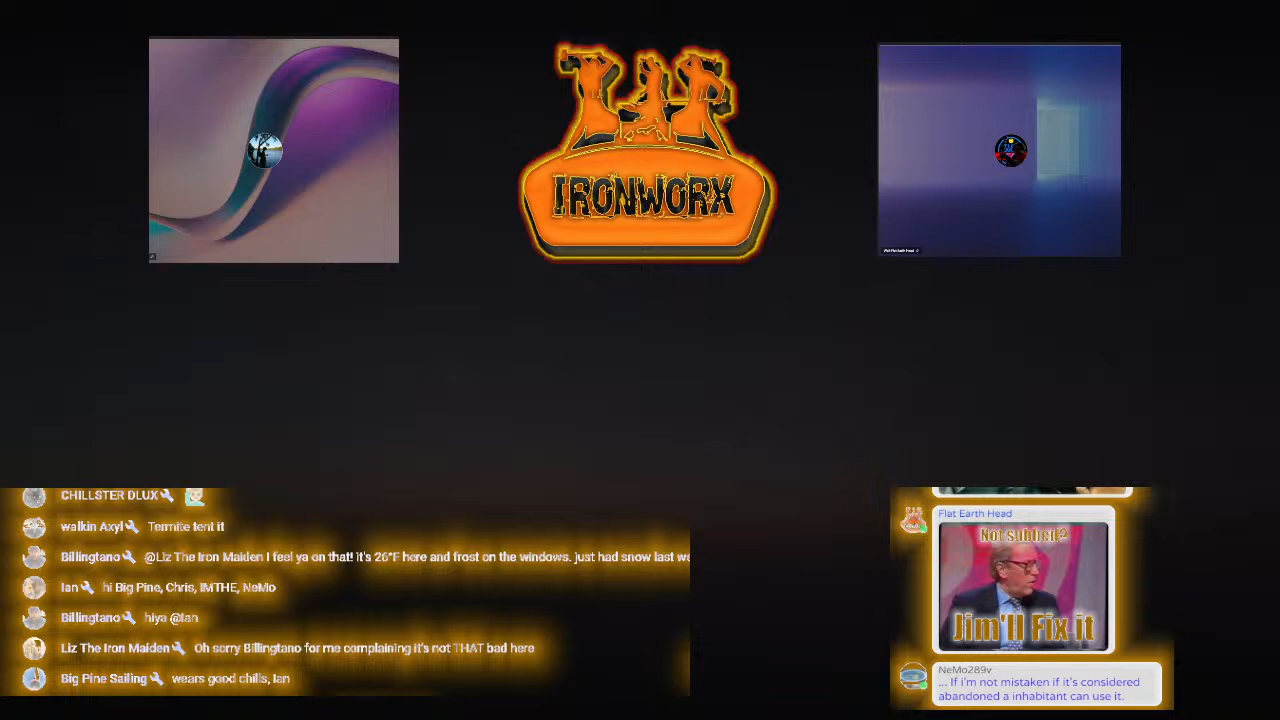 IRONWORX
CHILLSTER DLUX
walkin Axyl Termite tent it
Billingtano @Liz The Iron Maiden I feel ya on that! it's 26°F here and frost on the windows. just had snow last
Ian hi Big Pine, Chris, IMTHE, NeMo
Billingtano hiya @Ian
Liz The Iron Maiden Oh sorry Billingtano for me complaining it's not THAT bad here
Big Pine Sailing wears good chills, Ian
Flat Earth Head
Not subbed?
Jim'll Fix it
NeMo289v
... If i'm not mistaken if it's considered
abandoned a inhabitant can use it.